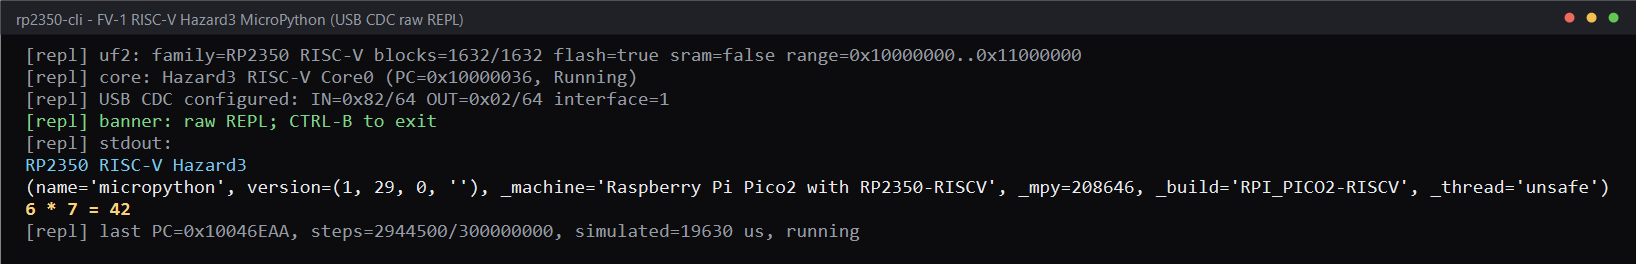 rp2350-cli - FV-1 RISC-V Hazard3 MicroPython (USB CDC raw REPL)
[repl] uf2: family=RP2350 RISC-V blocks=1632/1632 flash=true sram=false range=0x10000000..0x11000000
[repl] core: Hazard3 RISC-V Core0 (PC=0x10000036, Running)
[repl] USB CDC configured: IN=0x82/64 OUT=0x02/64 interface=1
[repl] banner: raw REPL; CTRL-B to exit
[repl] stdout:
RP2350 RISC-V Hazard3
(name='micropython', version=(1, 29, 0, ''), _machine='Raspberry Pi Pico2 with RP2350-RISCV', _mpy=208646, _build='RPI_PICO2-RISCV', _thread='unsafe')
6 * 7 = 42
[repl] last PC=0x10046EAA, steps=2944500/300000000, simulated=19630 us, running